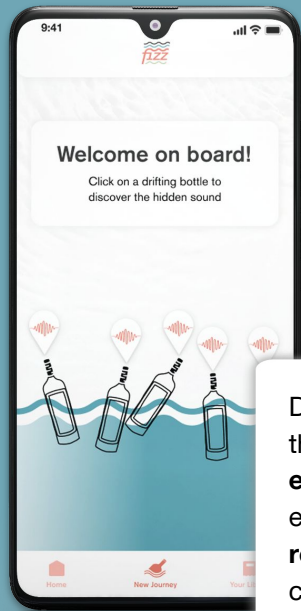 9:41
fizz
Welcome on board!
Click on a drifting bottle to
discover the hidden sound
Home
New Journey